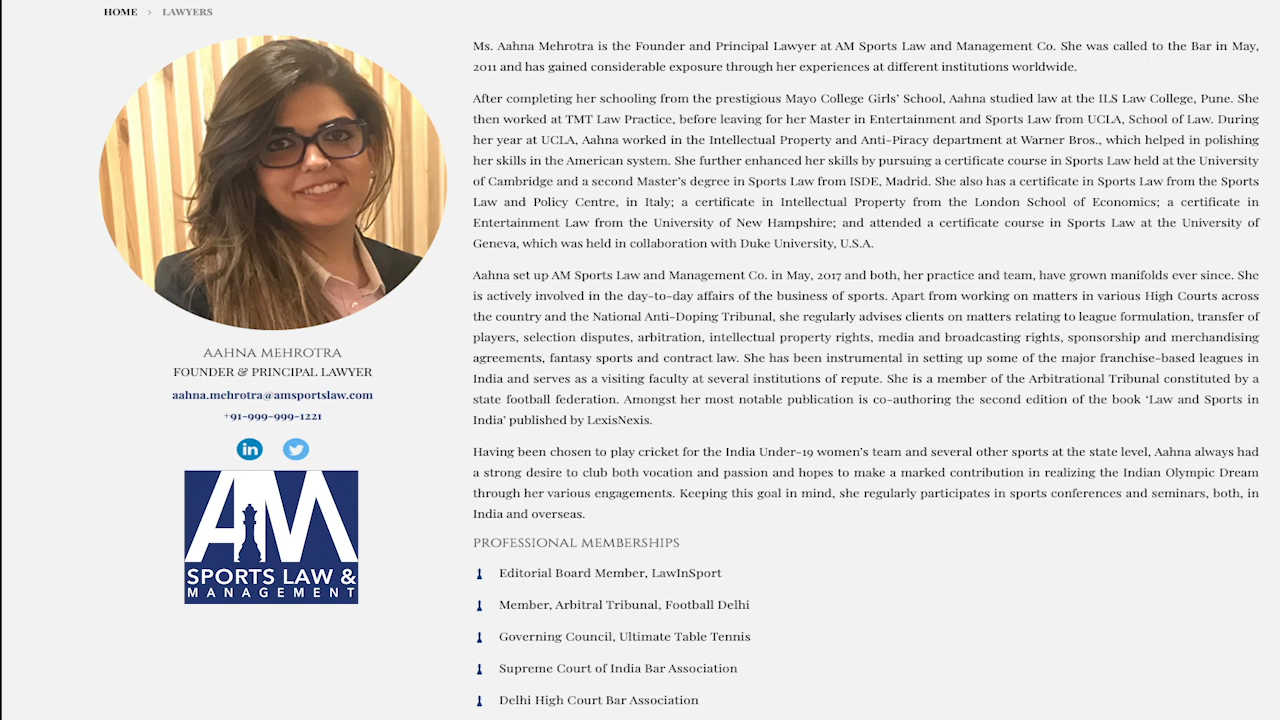 HOME > LAWYERS
Ms. Aahna Mehrotra is the Founder and Principal Lawyer at AM Sports Law and Management Co. She was called to the Bar in May,
2011 and has gained considerable exposure through her experiences at different institutions worldwide.
After completing her schooling from the prestigious Mayo College Girls' School, Aahna studied law at the ILS Law College, Pune. She
then worked at TMT Law Practice, before leaving for her Master in Entertainment and Sports Law from UCLA, School of Law. During
her year at UCLA, Aahna worked in the Intellectual Property and Anti-Piracy department at Warner Bros., which helped in polishing
her skills in the American system. She further enhanced her skills by pursuing a certificate course in Sports Law held at the University
of Cambridge and a second Master's degree in Sports Law from ISDE, Madrid. She also has a certificate in Sports Law from the Sports
Law and Policy Centre, in Italy; a certificate in Intellectual Property from the London School of Economics; a certificate in
Entertainment Law from the University of New Hampshire; and attended a certificate course in Sports Law at the University of
Geneva, which was held in collaboration with Duke University, U.S.A.
Aahna set up AM Sports Law and Management Co. in May, 2017 and both, her practice and team, have grown manifolds ever since. She
is actively involved in the day-to-day affairs of the business of sports. Apart from working on matters in various High Courts across
the country and the National Anti-Doping Tribunal, she regularly advises clients on matters relating to league formulation, transfer of
players, selection disputes, arbitration, intellectual property rights, media and broadcasting rights, sponsorship and merchandising
agreements, fantasy sports and contract law. She has been instrumental in setting up some of the major franchise-based leagues in
India and serves as a visiting faculty at several institutions of repute. She is a member of the Arbitrational Tribunal constituted by a
state football federation. Amongst her most notable publication is co-authoring the second edition of the book ‘Law and Sports in
India’ published by LexisNexis.
Having been chosen to play cricket for the India Under-19 women's team and several other sports at the state level, Aahna always had
a strong desire to club both vocation and passion and hopes to make a marked contribution in realizing the Indian Olympic Dream
through her various engagements. Keeping this goal in mind, she regularly participates in sports conferences and seminars, both, in
India and overseas.
PROFESSIONAL MEMBERSHIPS
Editorial Board Member, LawInSport
Member, Arbitral Tribunal, Football Delhi
Governing Council, Ultimate Table Tennis
Supreme Court of India Bar Association
Delhi High Court Bar Association
AAHNA MEHROTRA
FOUNDER & PRINCIPAL LAWYER
aahna.mehrotra@amsportslaw.com
+91-999-999-1221
in
AM
SPORTS LAW &
MANAGEMENT